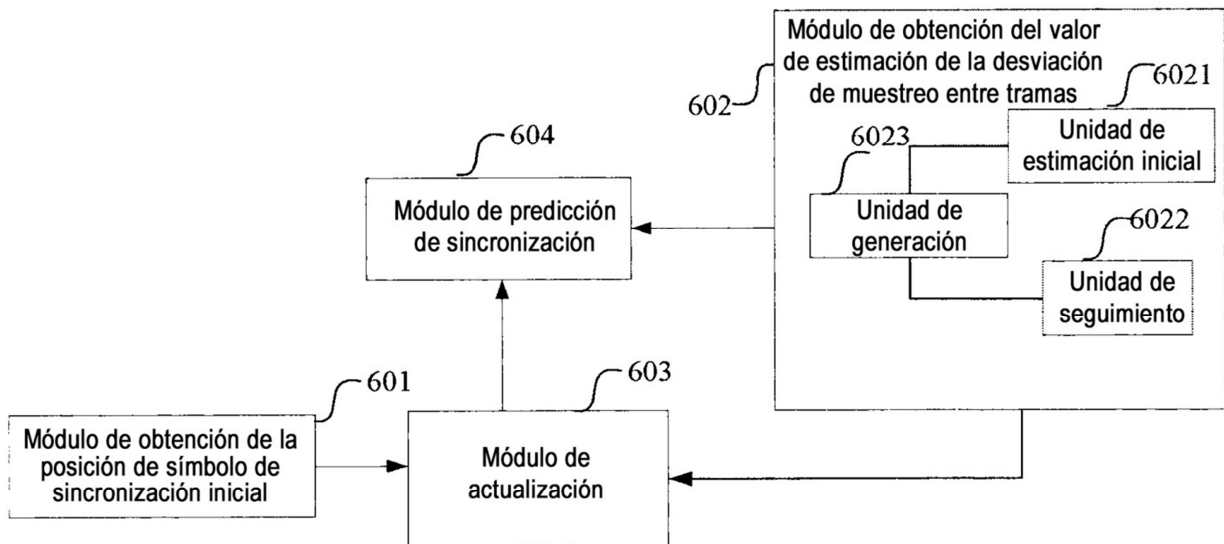 Módulo de obtención del valor
de estimación de la desviación
de muestreo entre tramas
602
6021
Unidad de
estimación inicial
6023
Unidad de
generación
6022
Unidad de
seguimiento
604
Módulo de predicción
de sincronización
601
Módulo de obtención de la
posición de símbolo de
sincronización inicial
603
Módulo de
actualización